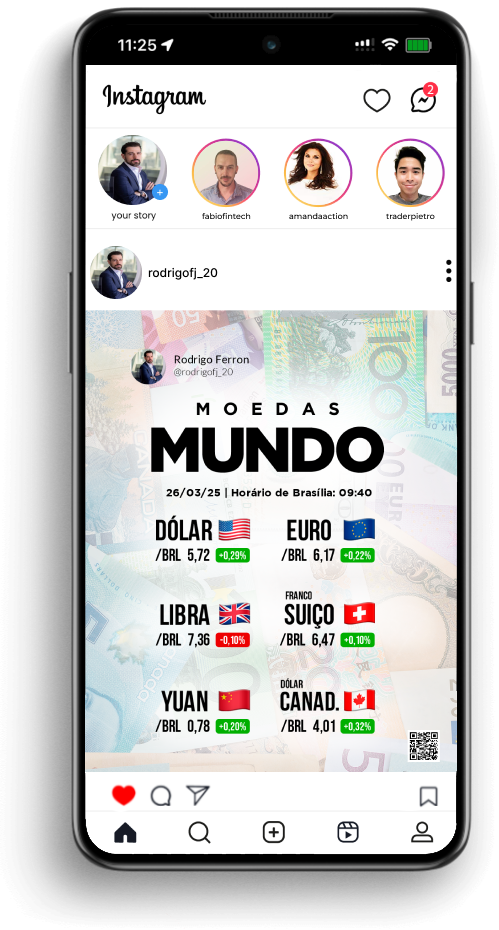 11:25
Instagram
2
your story
fabiofintech
amandaaction
traderpietro
rodrigofj_20
Rodrigo Ferron
@rodrigofj_20
MOEDAS
MUNDO
26/03/25 | Horário de Brasília: 09:40
DÓLAR
/BRL 5,72 +0,29%
EURO
/BRL 6,17 +0,22%
LIBRA
/BRL 7,36 -0,10%
FRANCO
SUIÇO
/BRL 6,47 +0,10%
YUAN
/BRL 0,78 +0,20%
DÓLAR
CANAD.
/BRL 4,01 +0,32%
100
5000